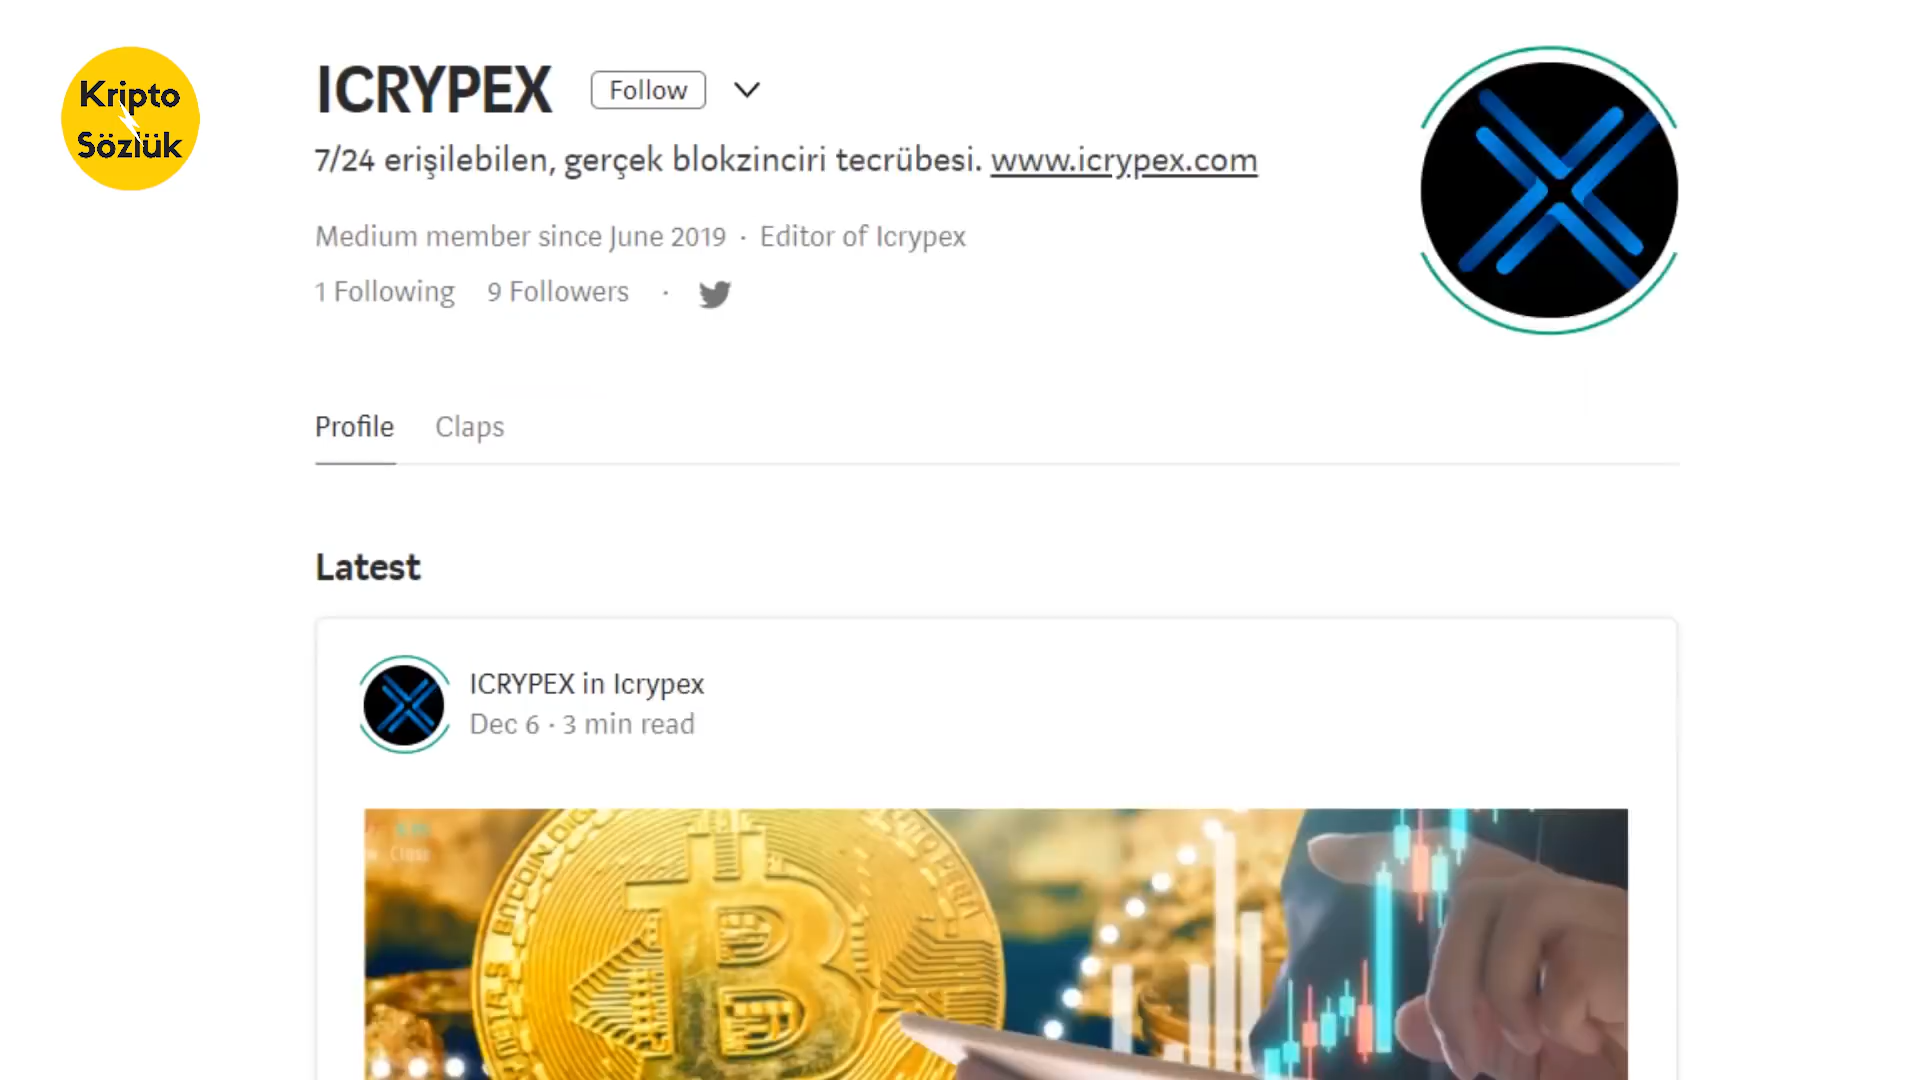 Kripto
Sözlük
ICRYPEX
Follow
7/24 erişilebilen, gerçek blokzinciri tecrübesi. www.icrypex.com
Medium member since June 2019 · Editor of Icrypex
1 Following 9 Followers ·
Profile Claps
Latest
ICRYPEX in Icrypex
Dec 6 · 3 min read